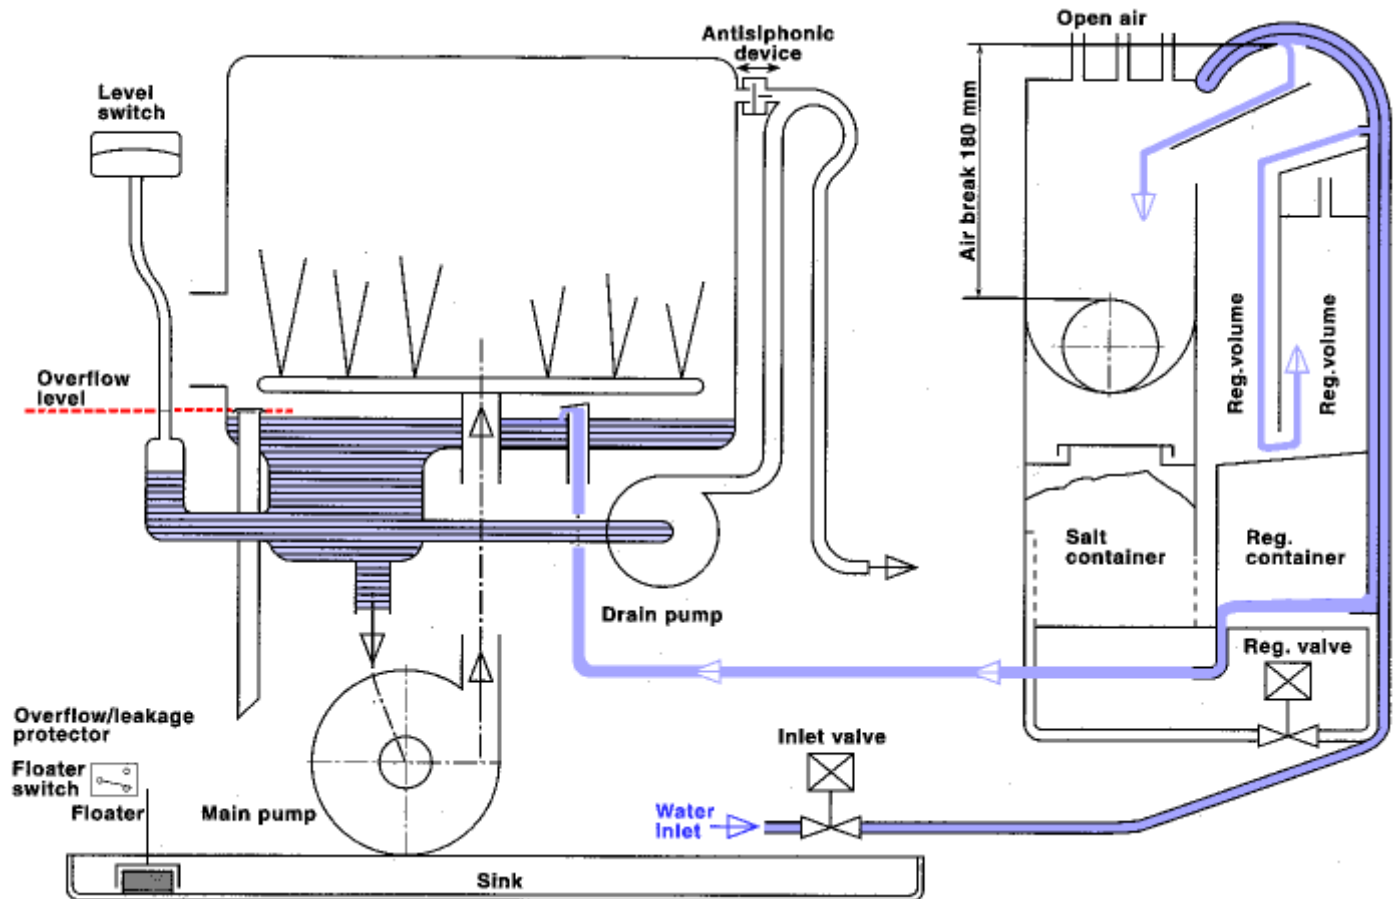 Open air
Antisiphonic
device
Level
switch
Air break 180 mm
Reg.volume
Reg.volume
Overflow
level
Salt
container
Reg.
container
Drain pump
Reg. valve
Overflow/leakage
protector
Inlet valve
Floater
switch
Floater
Main pump
Water
Inlet
Sink